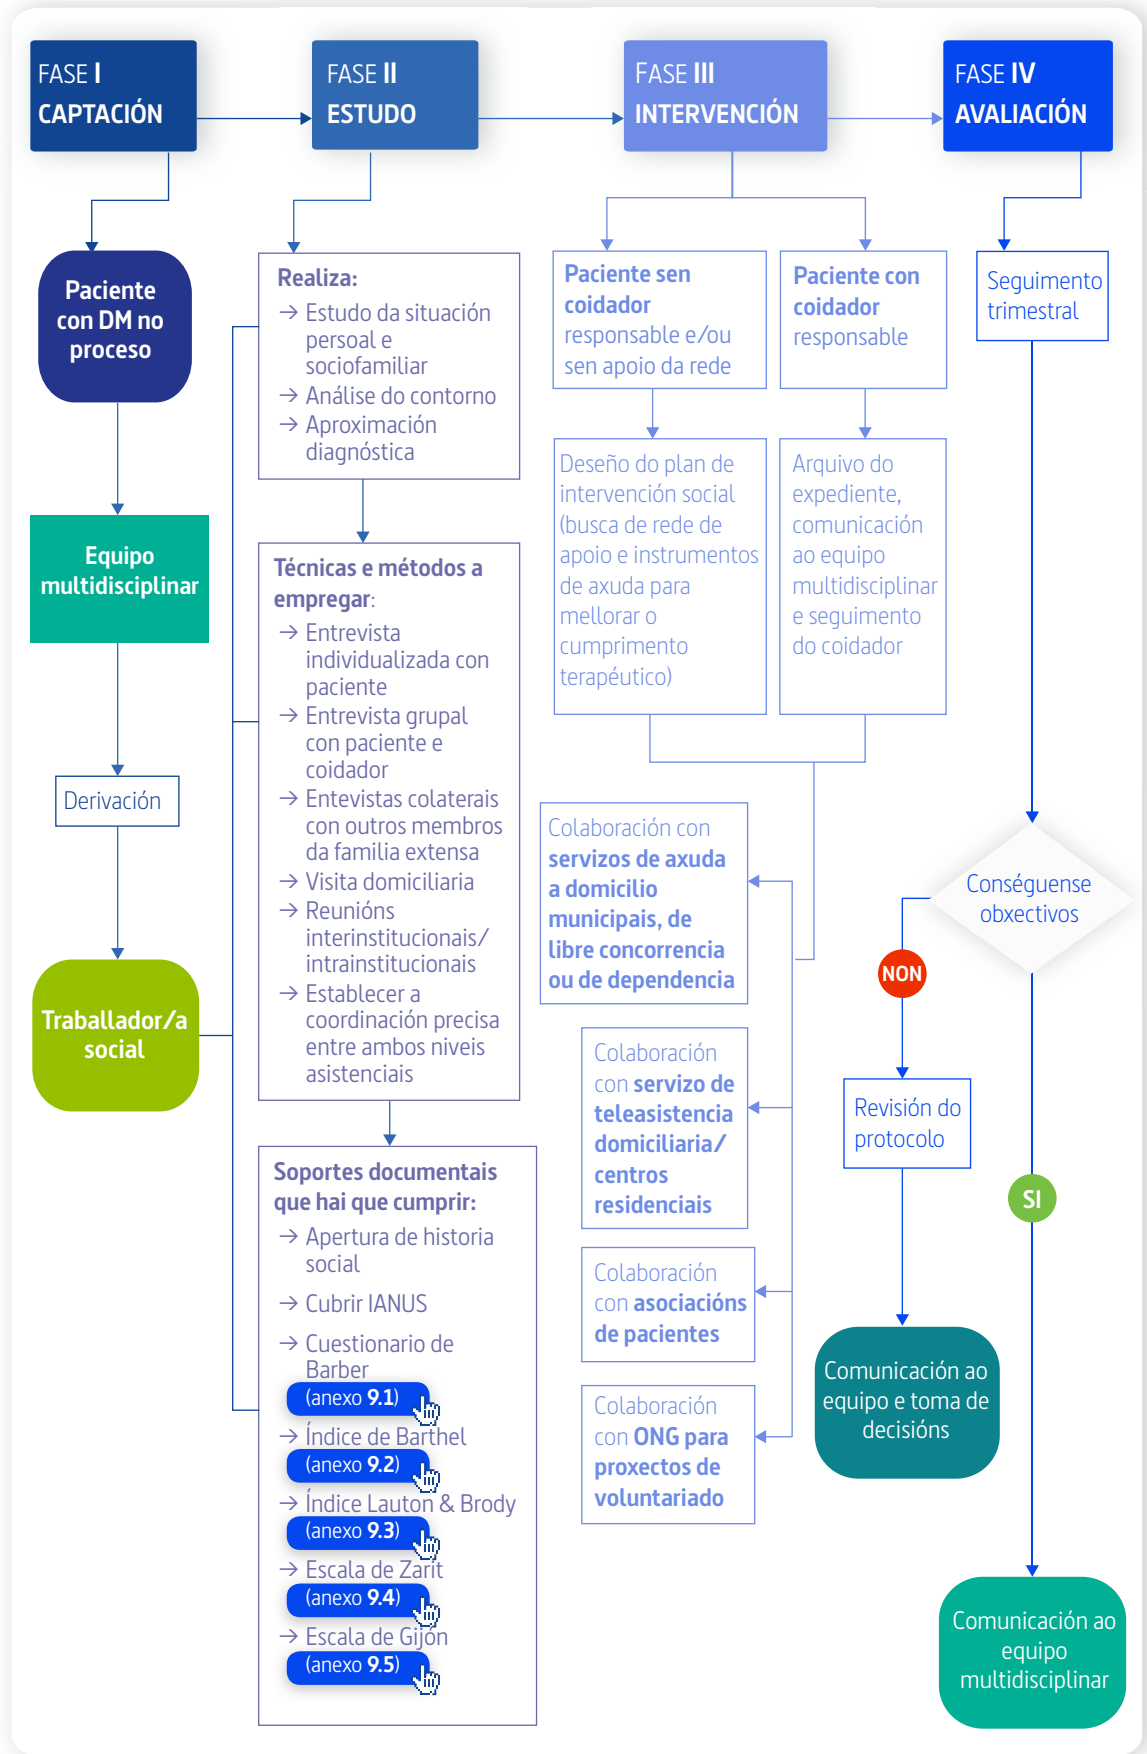 FASE I
CAPTACIÓN
FASE II
ESTUDO
FASE III
INTERVENCIÓN
FASE IV
AVALIACIÓN
Paciente
con DM no
proceso
Equipo
multidisciplinar
Derivación
Traballador/a
social
Realiza:
→ Estudo da situación
persoal e
sociofamiliar
→ Análise do contorno
→ Aproximación
diagnóstica
Técnicas e métodos a
empregar:
→ Entrevista
individualizada con
paciente
→ Entrevista grupal
con paciente e
coidador
→ Entevistas colaterais
con outros membros
da familia extensa
→ Visita domiciliaria
→ Reunións
interinstitucionais/
intrainstitucionais
→ Establecer a
coordinación precisa
entre ambos niveis
asistenciais
Soportes documentais
que hai que cumprir:
→ Apertura de historia
social
→ Cubrir IANUS
→ Cuestionario de
Barber
(anexo 9.1)
→ Índice de Barthel
(anexo 9.2)
→ Índice Lauton & Brody
(anexo 9.3)
→ Escala de Zarit
(anexo 9.4)
→ Escala de Gijón
(anexo 9.5)
Paciente sen
coidador
responsable e/ou
sen apoio da rede
Paciente con
coidador
responsable
Deseño do plan de
intervención social
(busca de rede de
apoio e instrumentos
de axuda para
mellorar o
cumprimento
terapéutico)
Arquivo do
expediente,
comunicación
ao equipo
multidisciplinar
e seguimento
do coidador
Colaboración con
servizos de axuda
a domicilio
municipais, de
libre concorrencia
ou de dependencia
Colaboración
con servizo de
teleasistencia
domiciliaria/
centros
residenciais
Colaboración
con asociacións
de pacientes
Colaboración
con ONG para
proxectos de
voluntariado
Seguimento
trimestral
Conséguense
obxectivos
NON
Revisión do
protocolo
SI
Comunicación ao
equipo e toma de
decisións
Comunicación ao
equipo
multidisciplinar